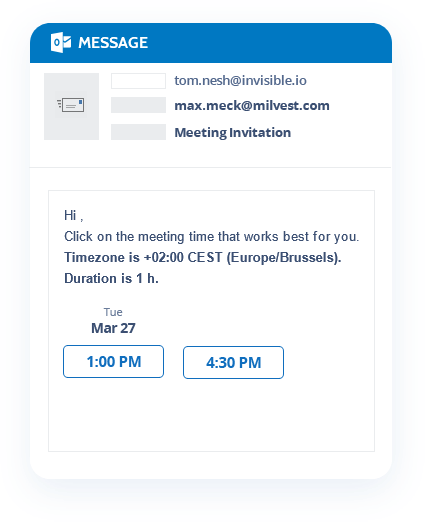 MESSAGE
tom.nesh@invisible.io
max.meck@milvest.com
Meeting Invitation
Hi ,
Click on the meeting time that works best for you.
Timezone is +02:00 CEST (Europe/Brussels).
Duration is 1 h.
Tue
Mar 27
1:00 PM 4:30 PM